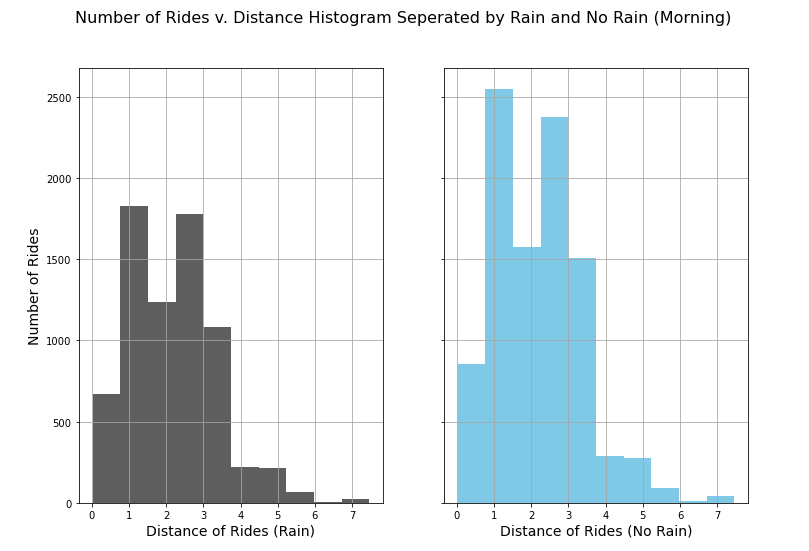 Number of Rides v. Distance Histogram Seperated by Rain and No Rain (Morning)
Number of Rides
2500
2000
1500
1000
500
0
0 1 2 3 4 5 6 7
Distance of Rides (Rain)
0 1 2 3 4 5 6 7
Distance of Rides (No Rain)